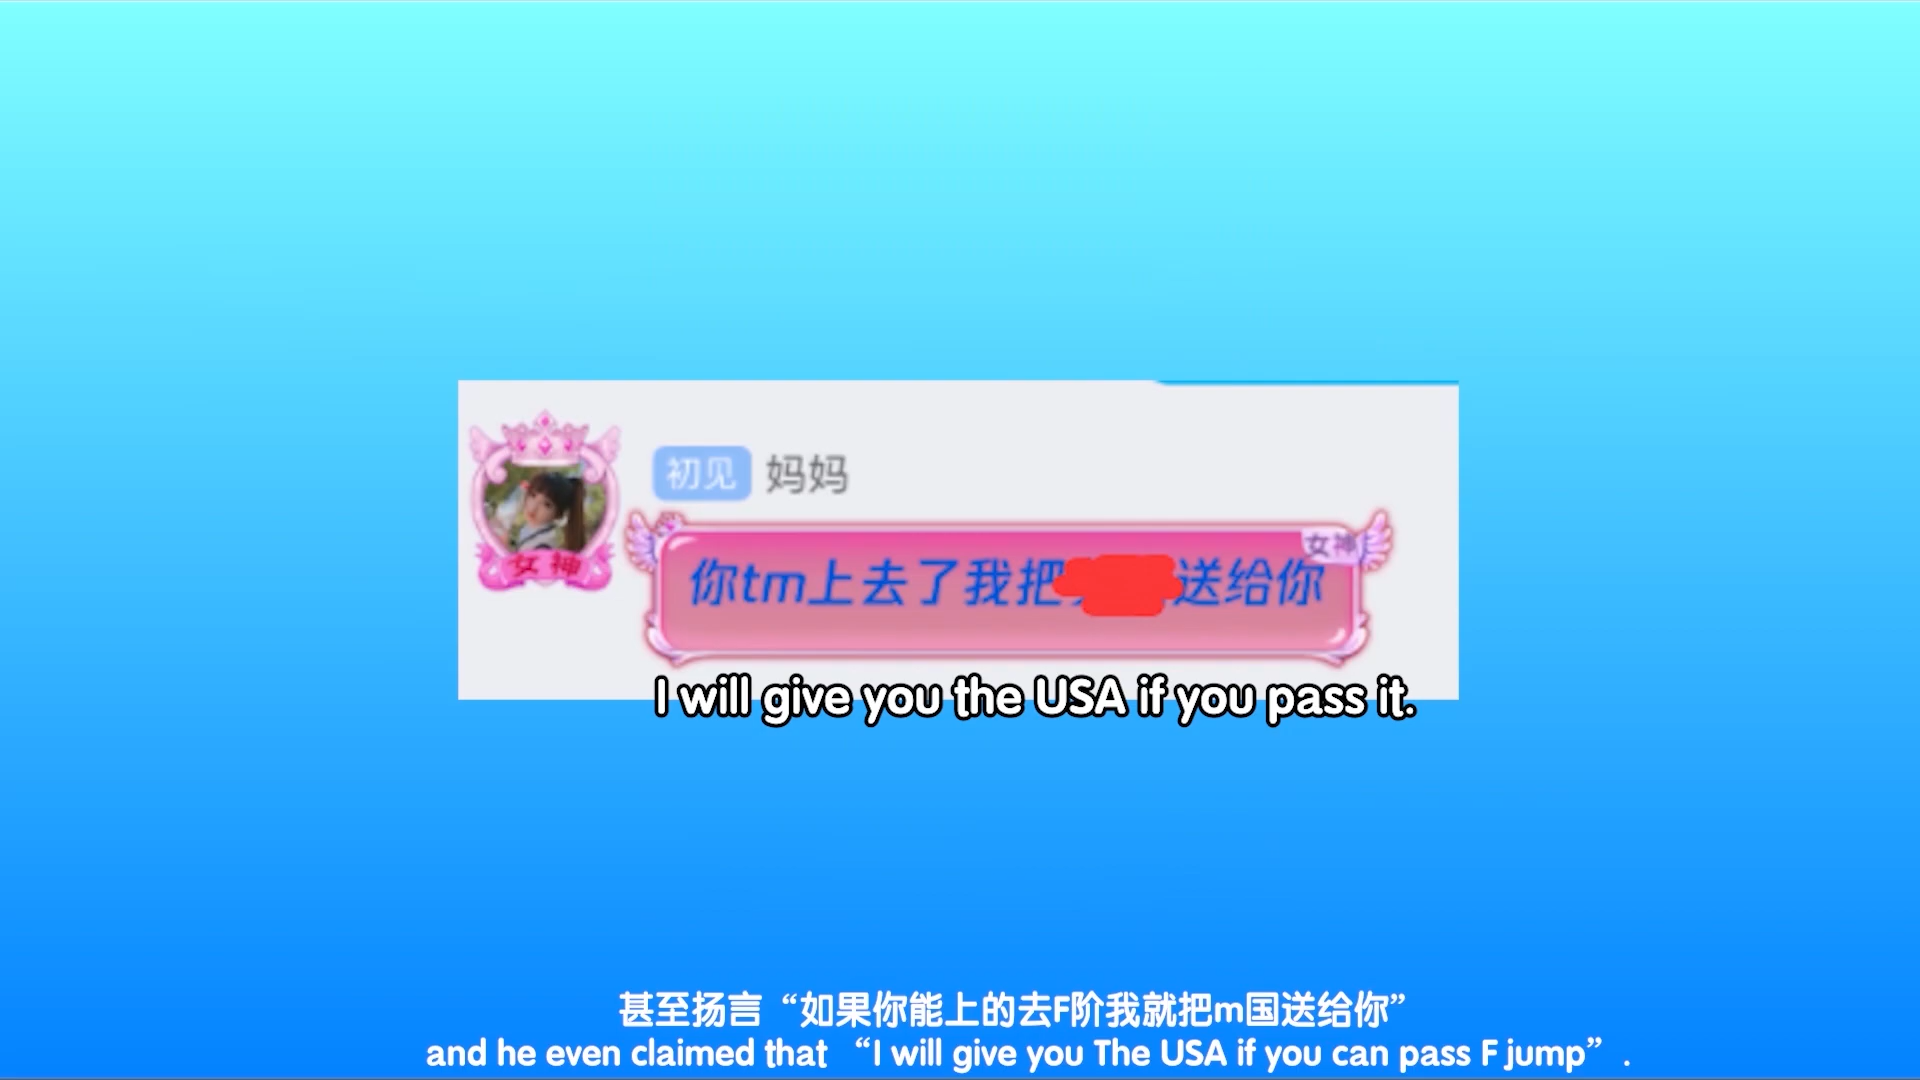 初见 妈妈
女神
女神
你tm上去了我把 送给你
I will give you the USA if you pass it.
甚至扬言“如果你能上的去F阶我就把m国送给你”
and he even claimed that “I will give you The USA if you can pass F jump”.